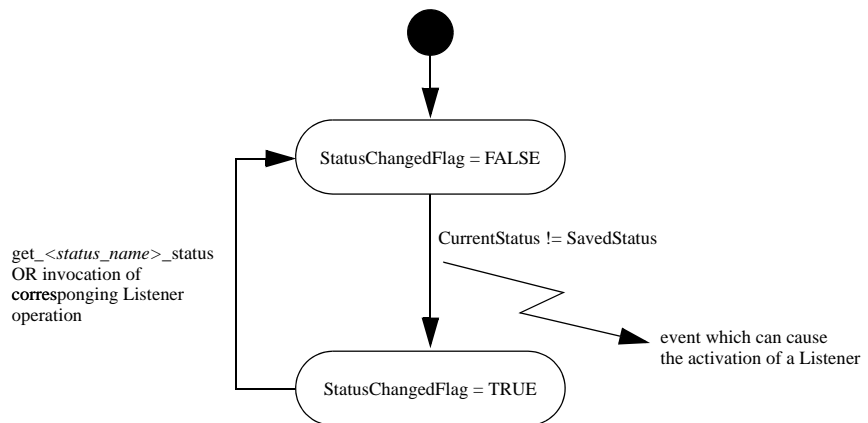 StatusChangedFlag = FALSE
get_<status_name>_status
OR invocation of
corresponging Listener
operation
CurrentStatus != SavedStatus
event which can cause
the activation of a Listener
StatusChangedFlag = TRUE